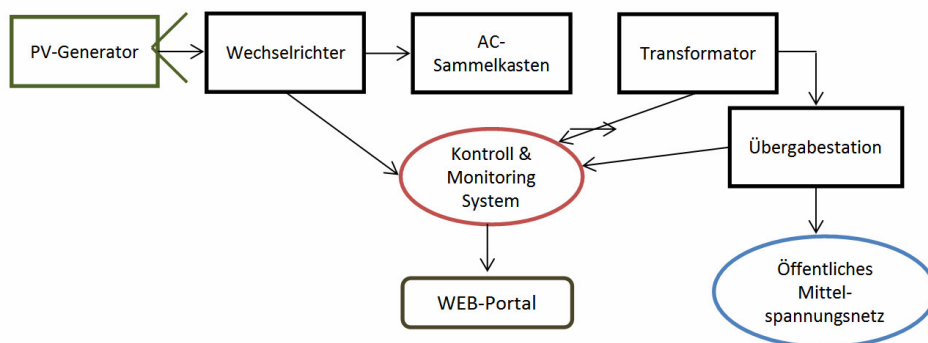 PV-Generator
Wechselrichter
AC-
Sammelkasten
Transformator
Übergabestation
Kontroll &
Monitoring
System
WEB-Portal
Öffentliches
Mittel-
spannungsnetz